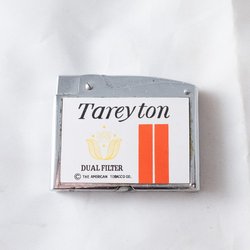 Tareyton
DUAL FILTER
© THE AMERICAN TOBACCO CO.